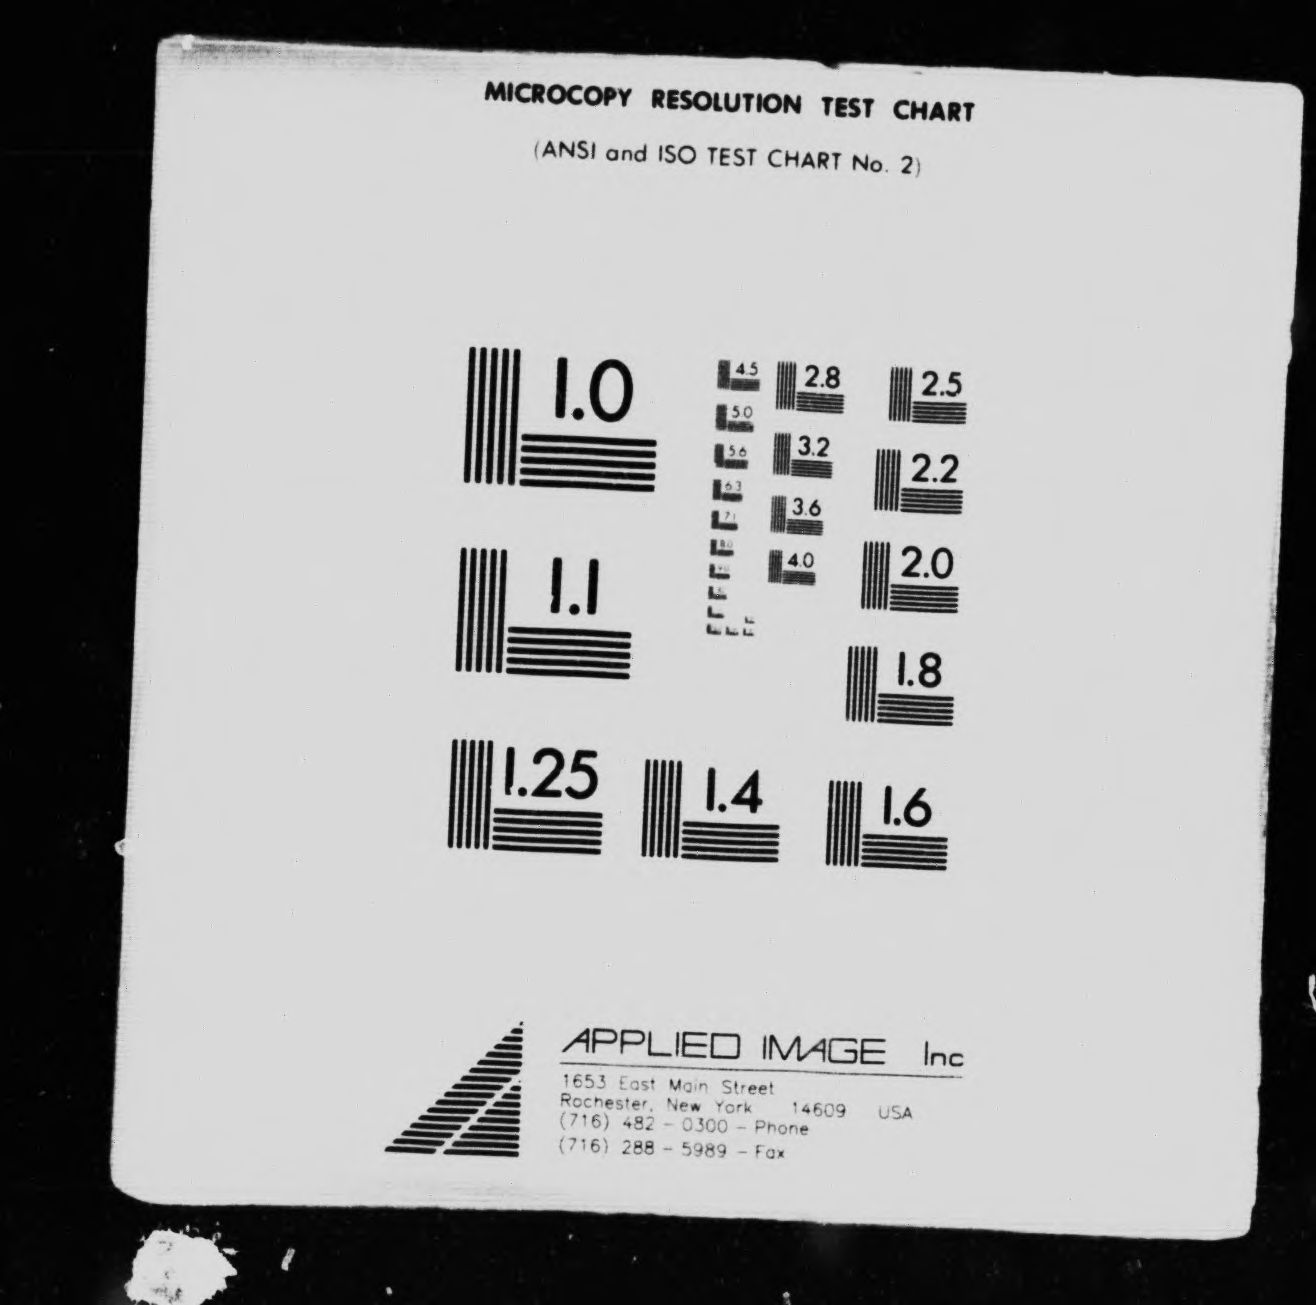 MICROCOPY RESOLUTION TEST CHART
(ANSI and ISO TEST CHART No. 2)
1.0
1.1
1.25
1.4
1.6
1.8
2.0
2.2
2.5
2.8
3.2
3.6
4.0
4.5
5.0
5.6
6.3
7.1
8.0
APPLIED IMAGE Inc
1653 East Main Street
Rochester, New York 14609 USA
(716) 482 - 0300 - Phone
(716) 288 - 5989 - Fax